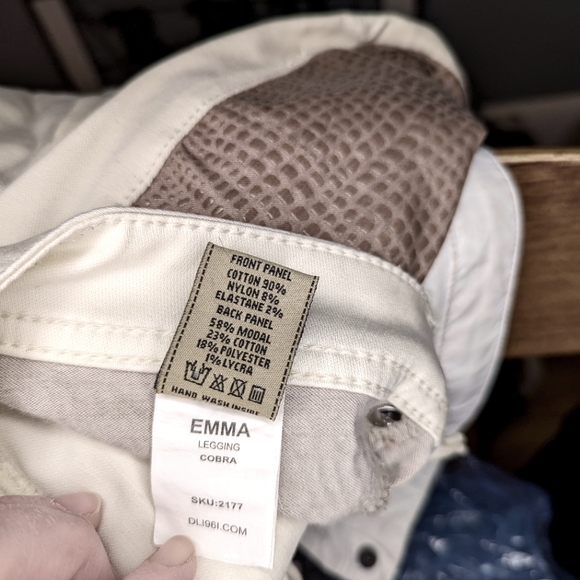 FRONT PANEL
COTTON 90%
NYLON 8%
ELASTANE 2%
BACK PANEL
58% MODAL
23% COTTON
18% POLYESTER
1% LYCRA
HAND WASH INSIDE
EMMA
LEGGING
COBRA
SKU:2177
DLI96I.COM